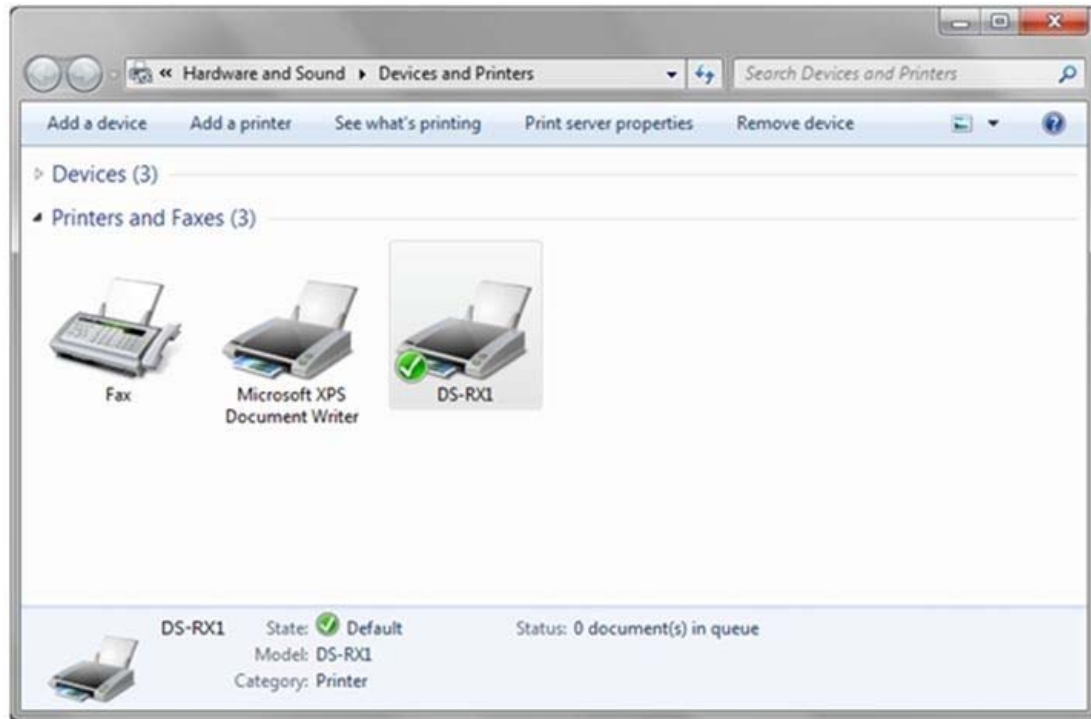 « Hardware and Sound ▸ Devices and Printers
Search Devices and Printers
Add a device Add a printer See what's printing Print server properties Remove device
Devices (3)
Printers and Faxes (3)
Fax
Microsoft XPS
Document Writer
DS-RX1
DS-RX1 State: Default Status: 0 document(s) in queue
Model: DS-RX1
Category: Printer